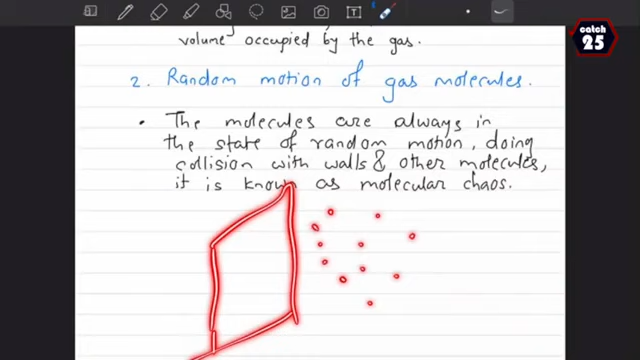 catch
25
volume occupied by the gas.
2. Random motion of gas molecules.
• The molecules are always in
the state of random motion, doing
collision with walls & other molecules,
it is known as molecular chaos.